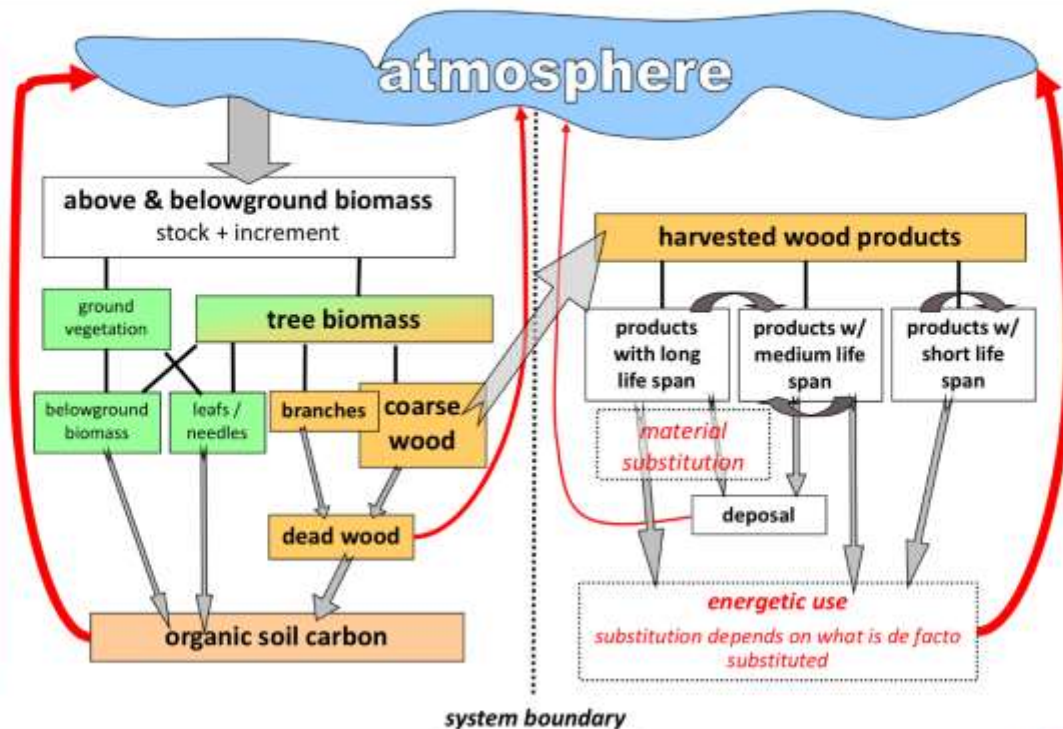 atmosphere
above & belowground biomass
stock + increment
ground
vegetation
tree biomass
belowground
biomass
leafs /
needles
branches
coarse
wood
dead wood
organic soil carbon
harvested wood products
products
with long
life span
products w/
medium life
span
products w/
short life
span
material
substitution
deposal
energetic use
substitution depends on what is de facto
substituted
system boundary